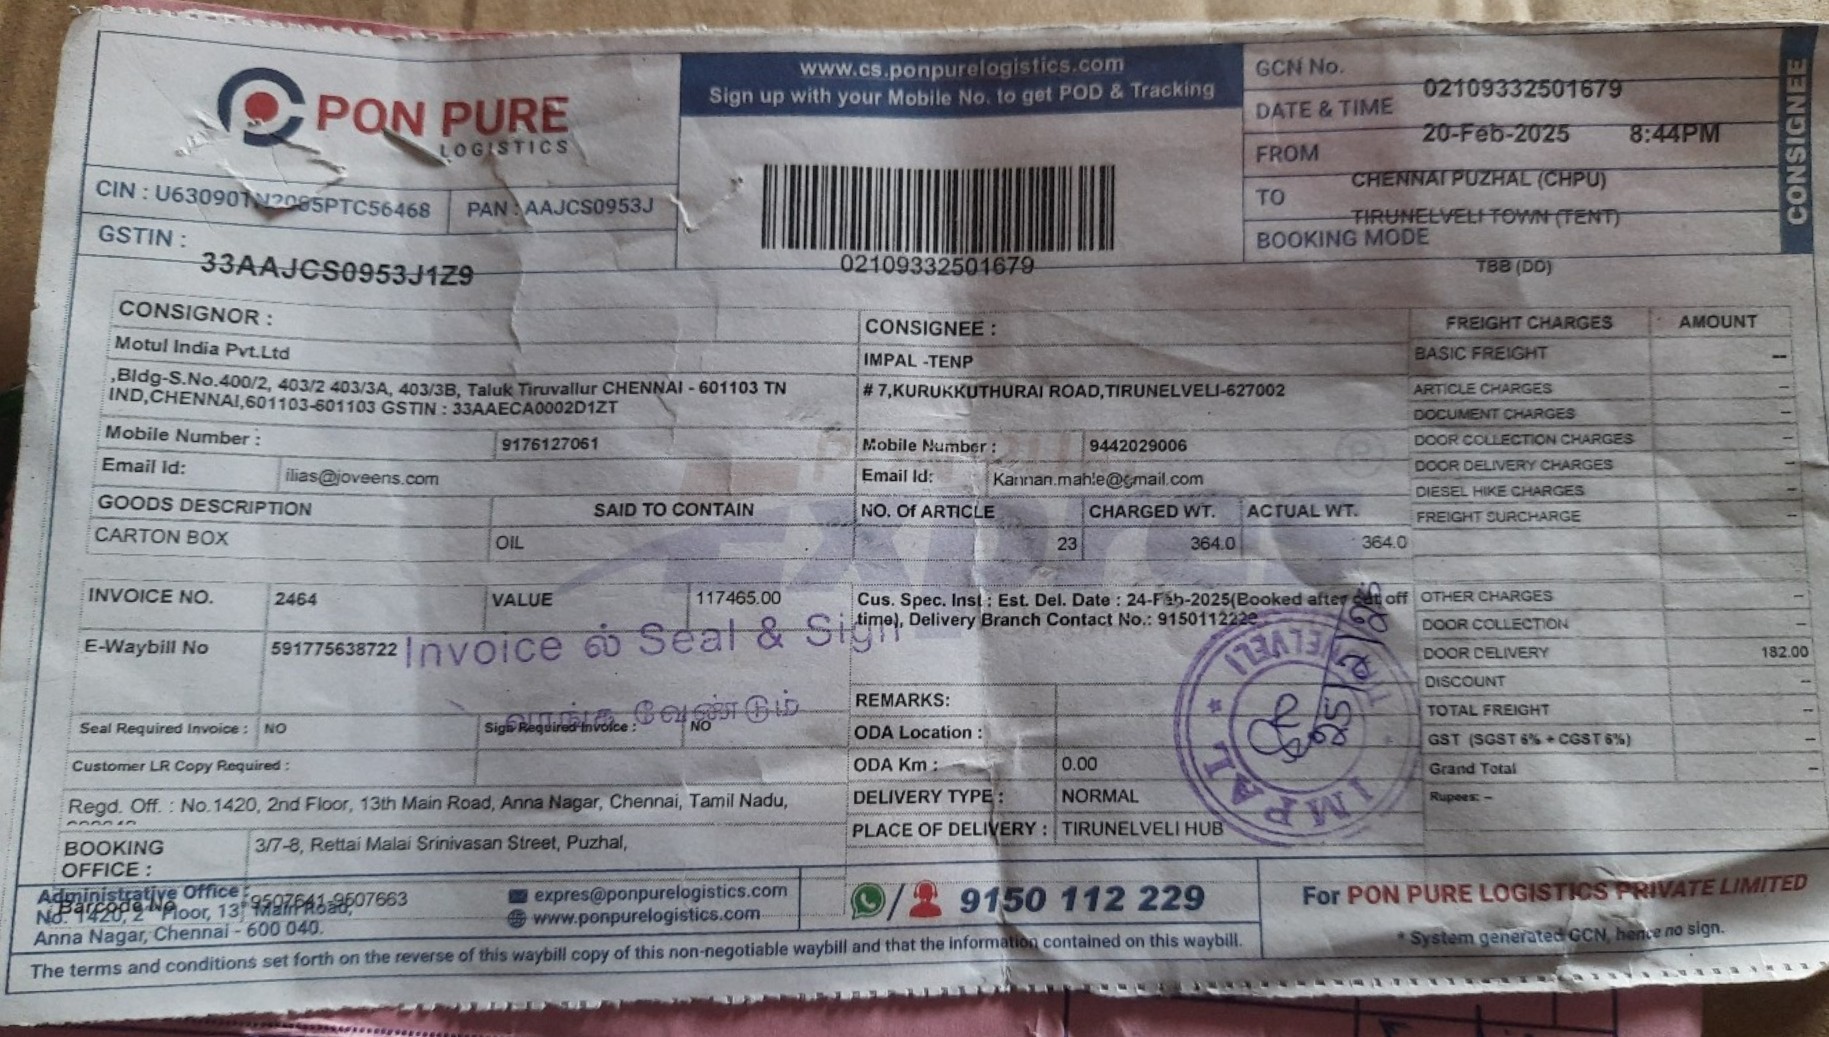 PON PURE
LOGISTICS
www.cs.ponpurelogistics.com
Sign up with your Mobile No. to get POD & Tracking
02109332501679
GCN No. 02109332501679
DATE & TIME 20-Feb-2025 8:44PM
FROM CHENNAI PUZHAL (CHPU)
TO TIRUNELVELI TOWN (TENT)
BOOKING MODE TBB (DD)
CONSIGNEE
CIN : PAN : AAJCS0953J
GSTIN : 33AAJCS0953J1Z9
CONSIGNOR :
Motul India Pvt.Ltd
,Bldg-S.No.400/2, 403/2 403/3A, 403/3B, Taluk Tiruvallur CHENNAI - 601103 TN
IND,CHENNAI,601103-601103 GSTIN : 33AAECA0002D1ZT
Mobile Number : 9176127061
Email Id: ilias@joveens.com
CONSIGNEE :
IMPAL -TENP
# 7,KURUKKUTHURAI ROAD,TIRUNELVELI-627002
Mobile Number : 9442029006
Email Id: Kannan.mahle@gmail.com
GOODS DESCRIPTION SAID TO CONTAIN NO. Of ARTICLE CHARGED WT. ACTUAL WT.
CARTON BOX OIL 23 364.0 364.0
INVOICE NO. 2464 VALUE 117465.00
E-Waybill No 591775638722
Invoice ல் Seal & Sign
வாங்க வேண்டும்
Seal Required Invoice : NO Sign Required Invoice : NO
Customer LR Copy Required :
Regd. Off. : No.1420, 2nd Floor, 13th Main Road, Anna Nagar, Chennai, Tamil Nadu,
BOOKING OFFICE : 3/7-8, Rettai Malai Srinivasan Street, Puzhal,
Barcode No 9507641-9507663
Cus. Spec. Inst : Est. Del. Date : 24-Feb-2025(Booked after cut off
time), Delivery Branch Contact No.: 9150112229
REMARKS:
ODA Location :
ODA Km : 0.00
DELIVERY TYPE : NORMAL
PLACE OF DELIVERY : TIRUNELVELI HUB
IMPAL * TIRUNELVELI *
25/2/25
FREIGHT CHARGES AMOUNT
BASIC FREIGHT --
ARTICLE CHARGES –
DOCUMENT CHARGES –
DOOR COLLECTION CHARGES –
DOOR DELIVERY CHARGES –
DIESEL HIKE CHARGES –
FREIGHT SURCHARGE –
OTHER CHARGES –
DOOR COLLECTION –
DOOR DELIVERY 182.00
DISCOUNT –
TOTAL FREIGHT –
GST (SGST 6% + CGST 6%) –
Grand Total –
Rupees: –
Administrative Office :
No. 1420, 2 Floor, 13 Main Road,
Anna Nagar, Chennai - 600 040.
expres@ponpurelogistics.com
www.ponpurelogistics.com
/ 9150 112 229
For PON PURE LOGISTICS PRIVATE LIMITED
* System generated GCN, hence no sign.
The terms and conditions set forth on the reverse of this waybill copy of this non-negotiable waybill and that the information contained on this waybill.